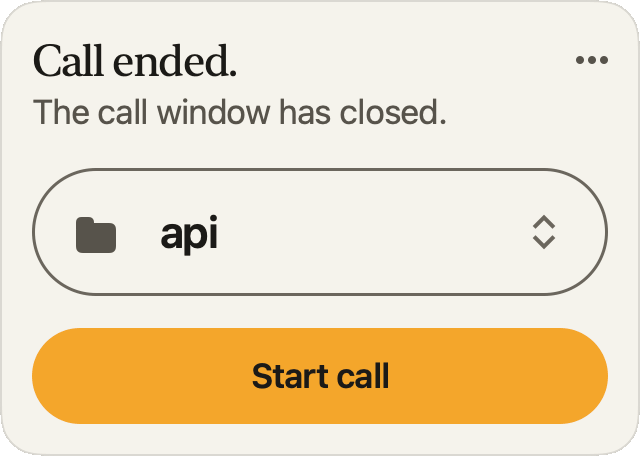 Call ended.
The call window has closed.
api
Start call